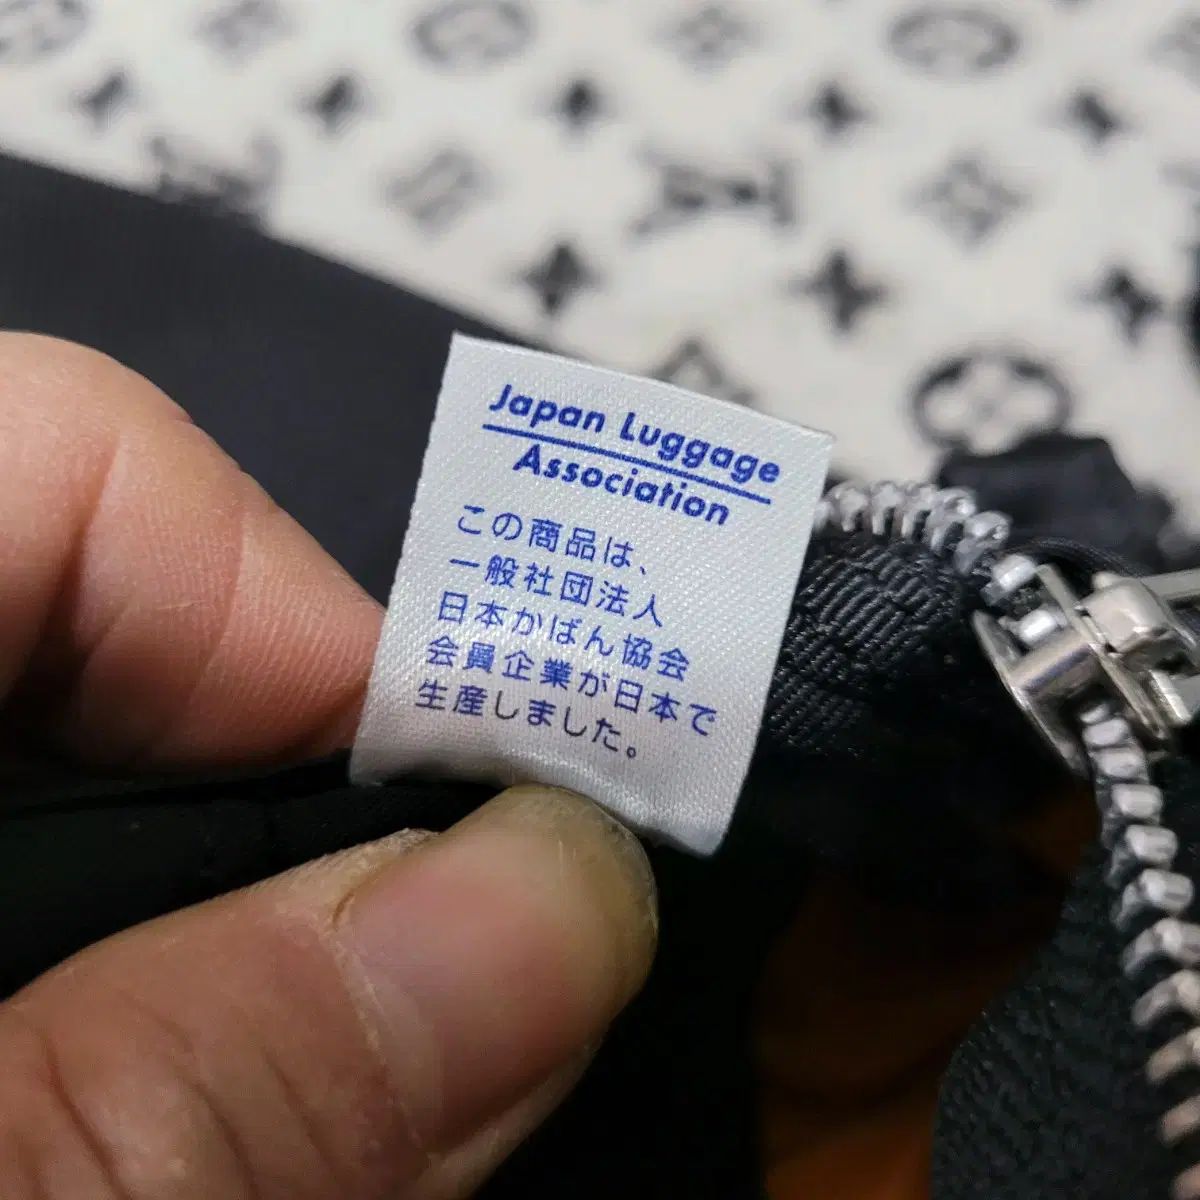 Japan Luggage
Association
この商品は、
一般社団法人
日本かばん協会
会員企業が日本で
生産しました。